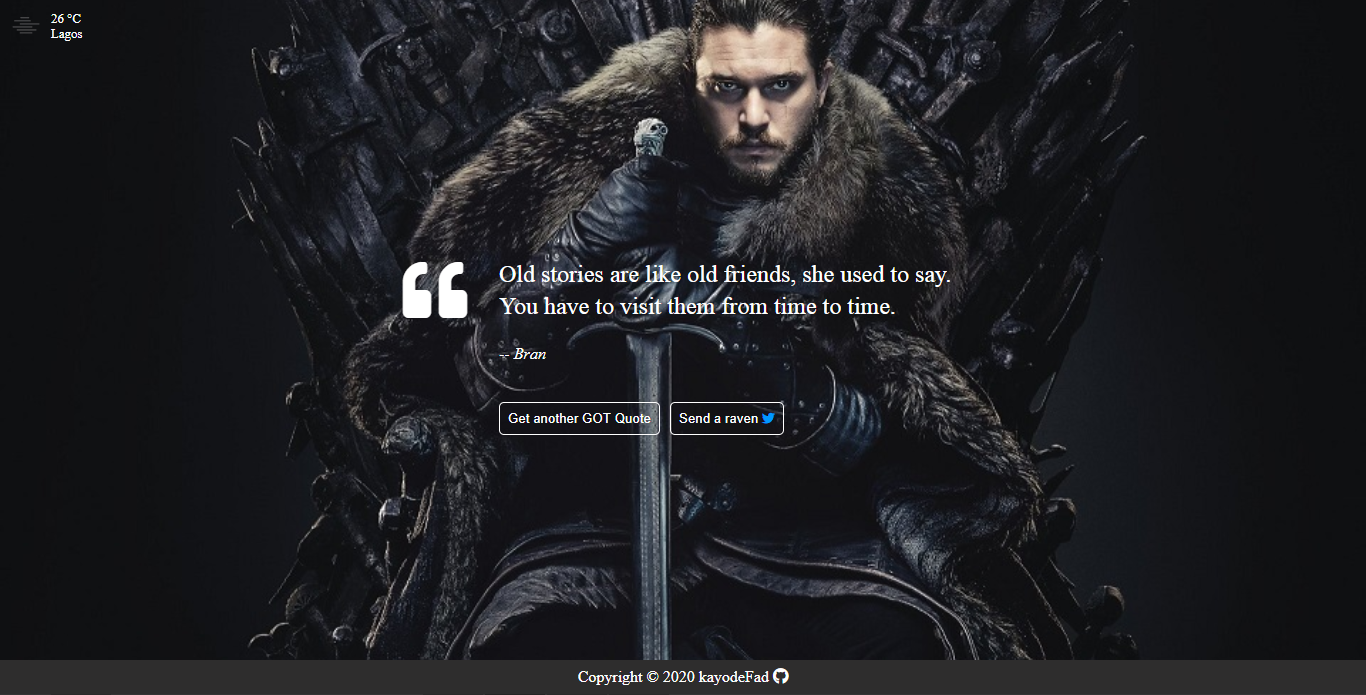 26 °C
Lagos
Old stories are like old friends, she used to say.
You have to visit them from time to time.
-- Bran
Get another GOT Quote
Send a raven
Copyright © 2020 kayodeFad